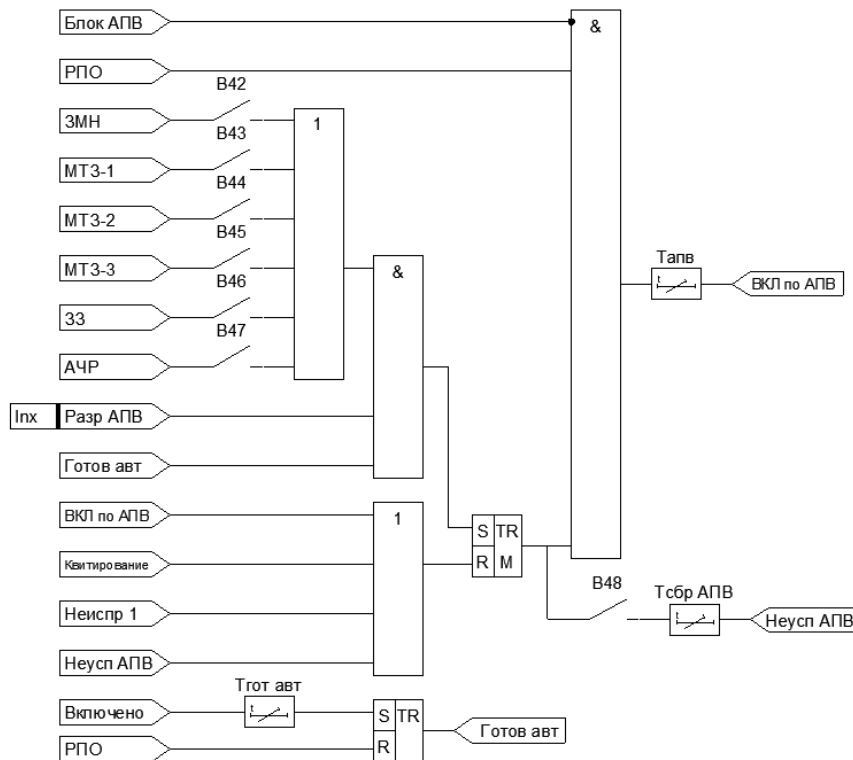 Блок АПВ
&
РПО
В42
ЗМН
1
В43
МТЗ-1
В44
МТЗ-2
В45
Тапв
МТЗ-3
&
ВКЛ по АПВ
В46
ЗЗ
В47
АЧР
Inx Разр АПВ
Готов авт
ВКЛ по АПВ
1
S TR
Квитирование
R M
В48
Тсбр АПВ
Неиспр 1
Неусп АПВ
Неусп АПВ
Тгот авт
Включено
S TR
Готов авт
РПО
R